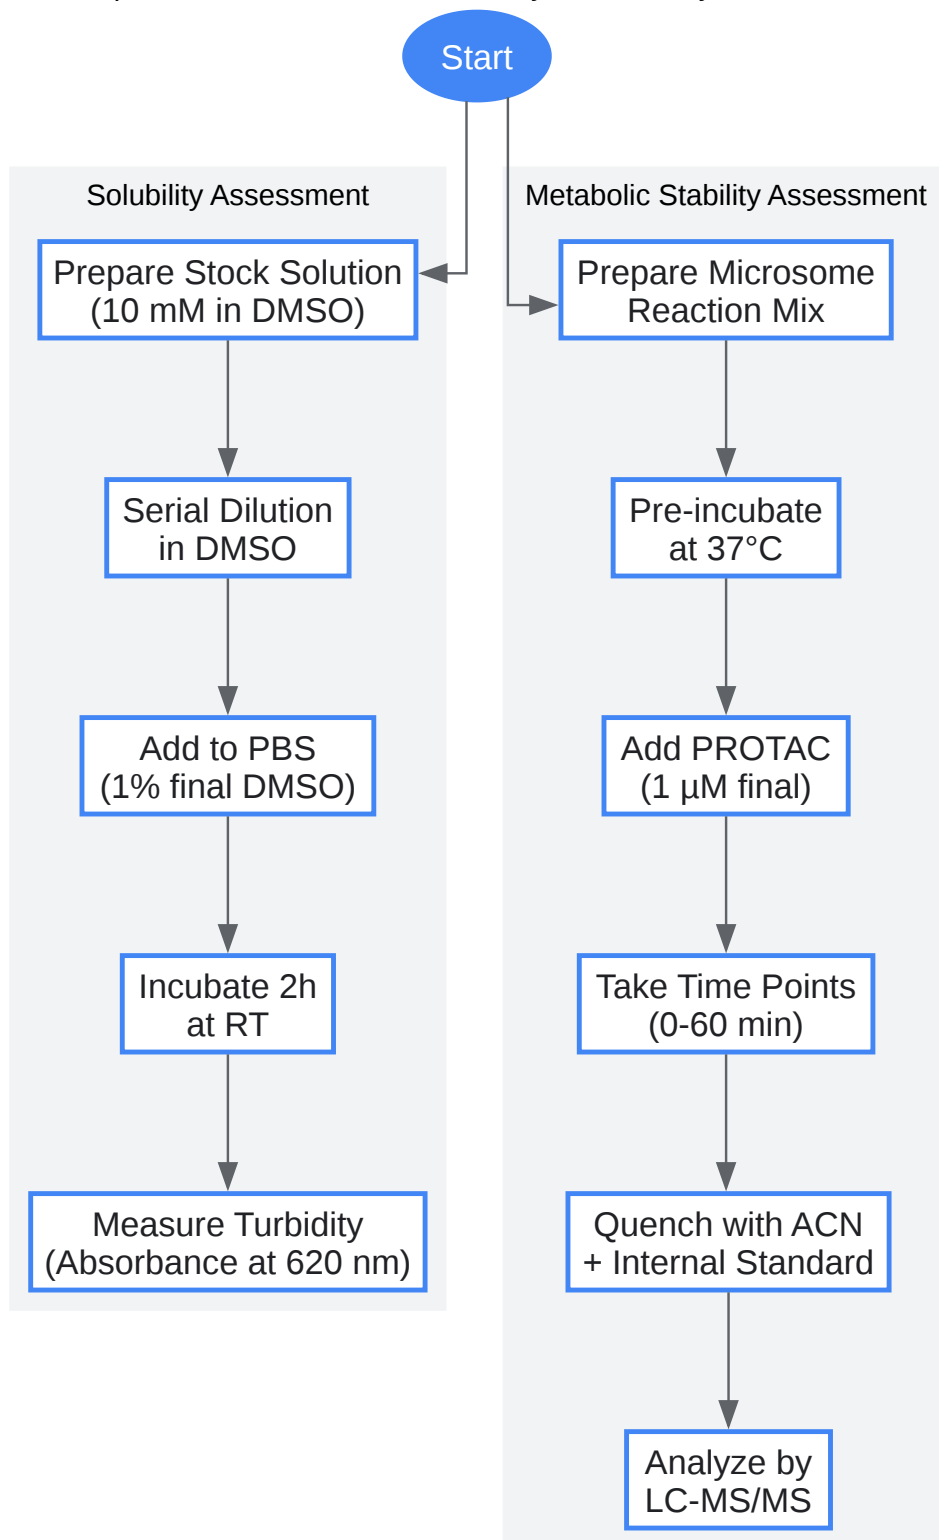 Start
Solubility Assessment
Prepare Stock Solution
(10 mM in DMSO)
Serial Dilution
in DMSO
Add to PBS
(1% final DMSO)
Incubate 2h
at RT
Measure Turbidity
(Absorbance at 620 nm)
Metabolic Stability Assessment
Prepare Microsome
Reaction Mix
Pre-incubate
at 37°C
Add PROTAC
(1 µM final)
Take Time Points
(0-60 min)
Quench with ACN
+ Internal Standard
Analyze by
LC-MS/MS